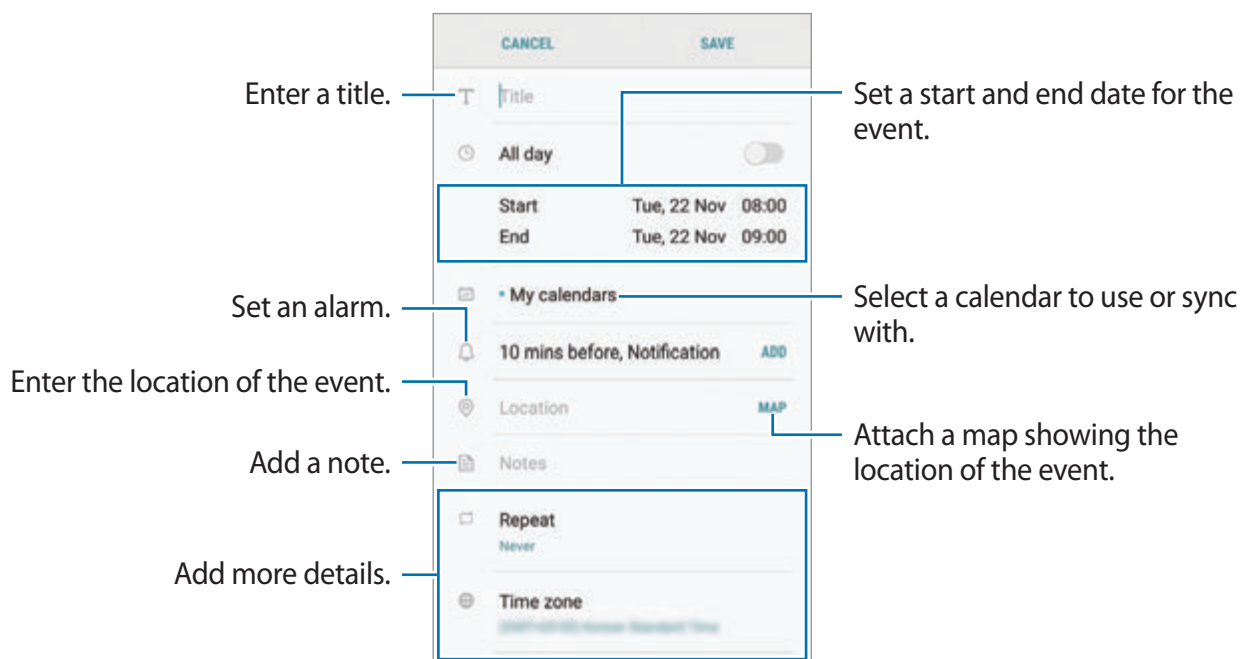 CANCEL SAVE
Enter a title.
Title
Set a start and end date for the
event.
All day
Start Tue, 22 Nov 08:00
End Tue, 22 Nov 09:00
My calendars
Select a calendar to use or sync
with.
Set an alarm.
10 mins before, Notification ADD
Enter the location of the event.
Location MAP
Attach a map showing the
location of the event.
Add a note.
Notes
Repeat
Never
Add more details.
Time zone